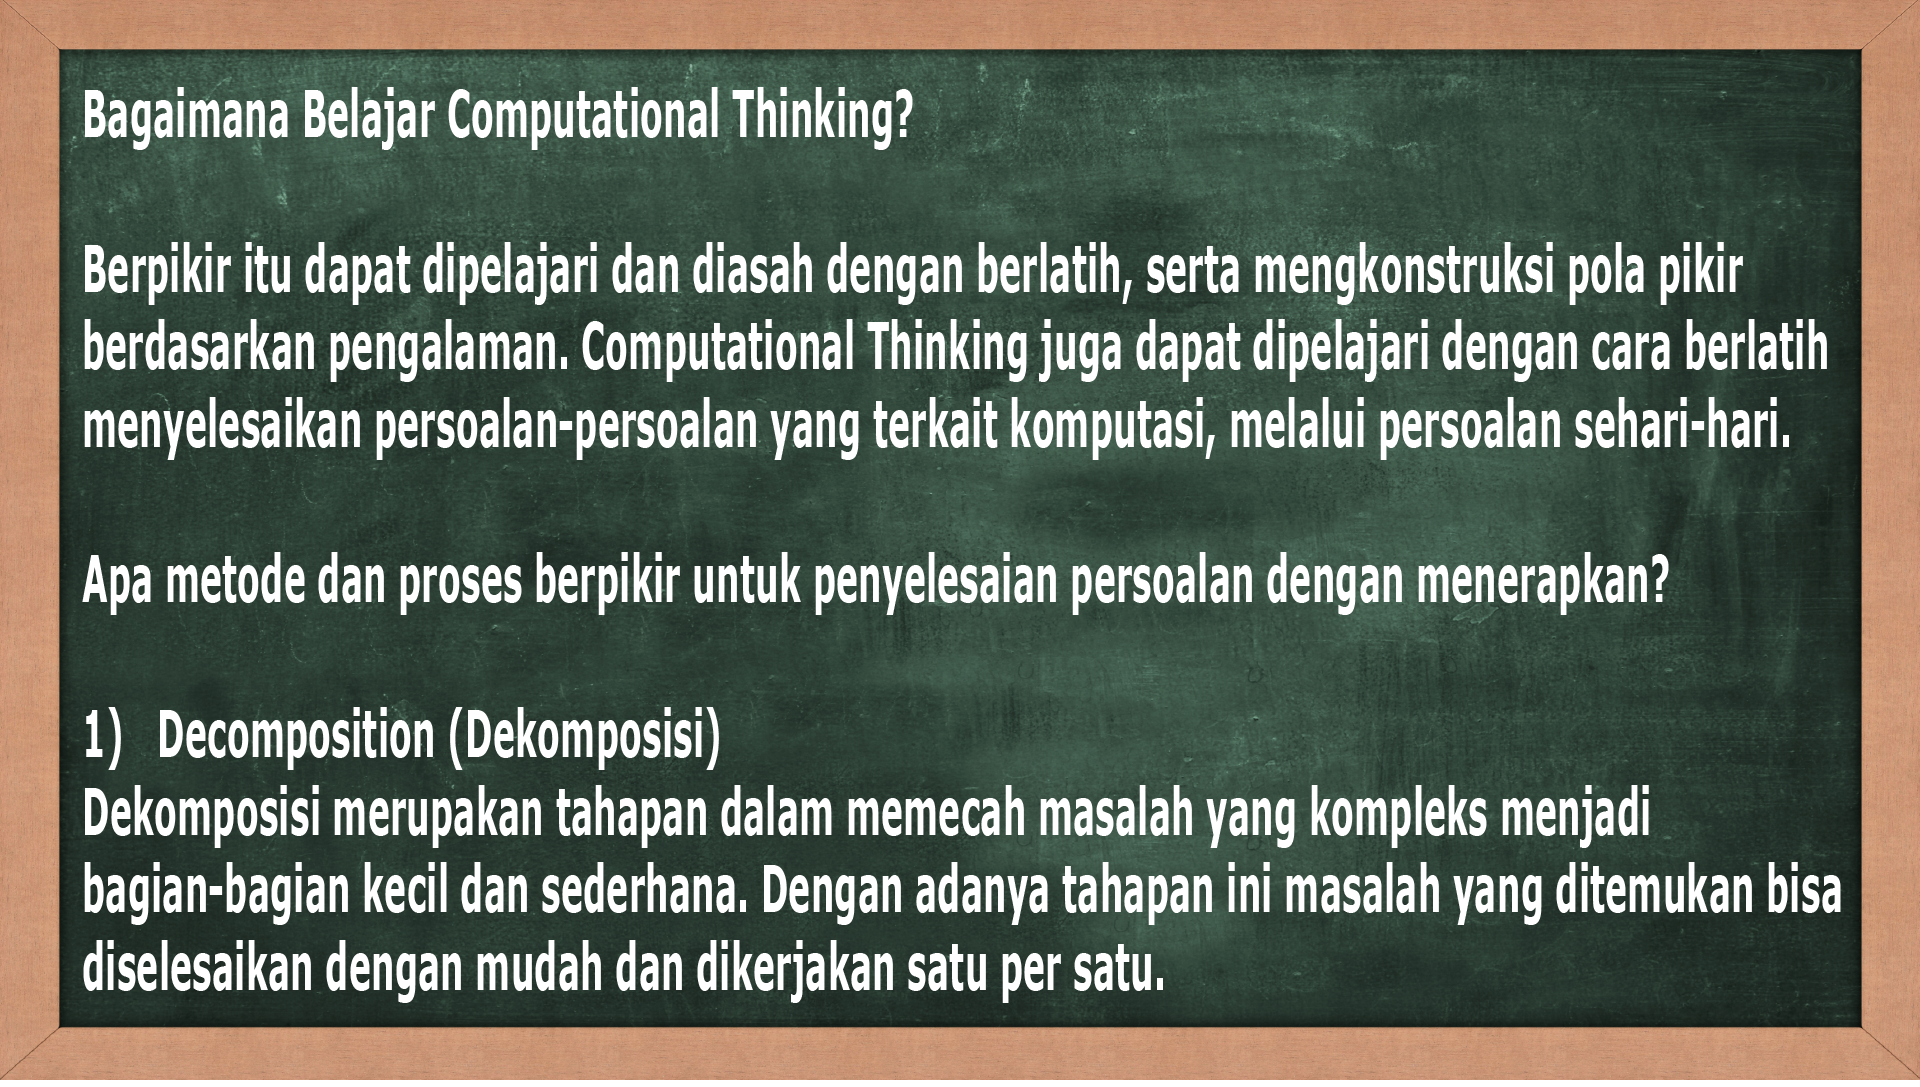 Bagaimana Belajar Computational Thinking?
Berpikir itu dapat dipelajari dan diasah dengan berlatih, serta mengkonstruksi pola pikir
berdasarkan pengalaman. Computational Thinking juga dapat dipelajari dengan cara berlatih
menyelesaikan persoalan-persoalan yang terkait komputasi, melalui persoalan sehari-hari.
Apa metode dan proses berpikir untuk penyelesaian persoalan dengan menerapkan?
1) Decomposition (Dekomposisi)
Dekomposisi merupakan tahapan dalam memecah masalah yang kompleks menjadi
bagian-bagian kecil dan sederhana. Dengan adanya tahapan ini masalah yang ditemukan bisa
diselesaikan dengan mudah dan dikerjakan satu per satu.